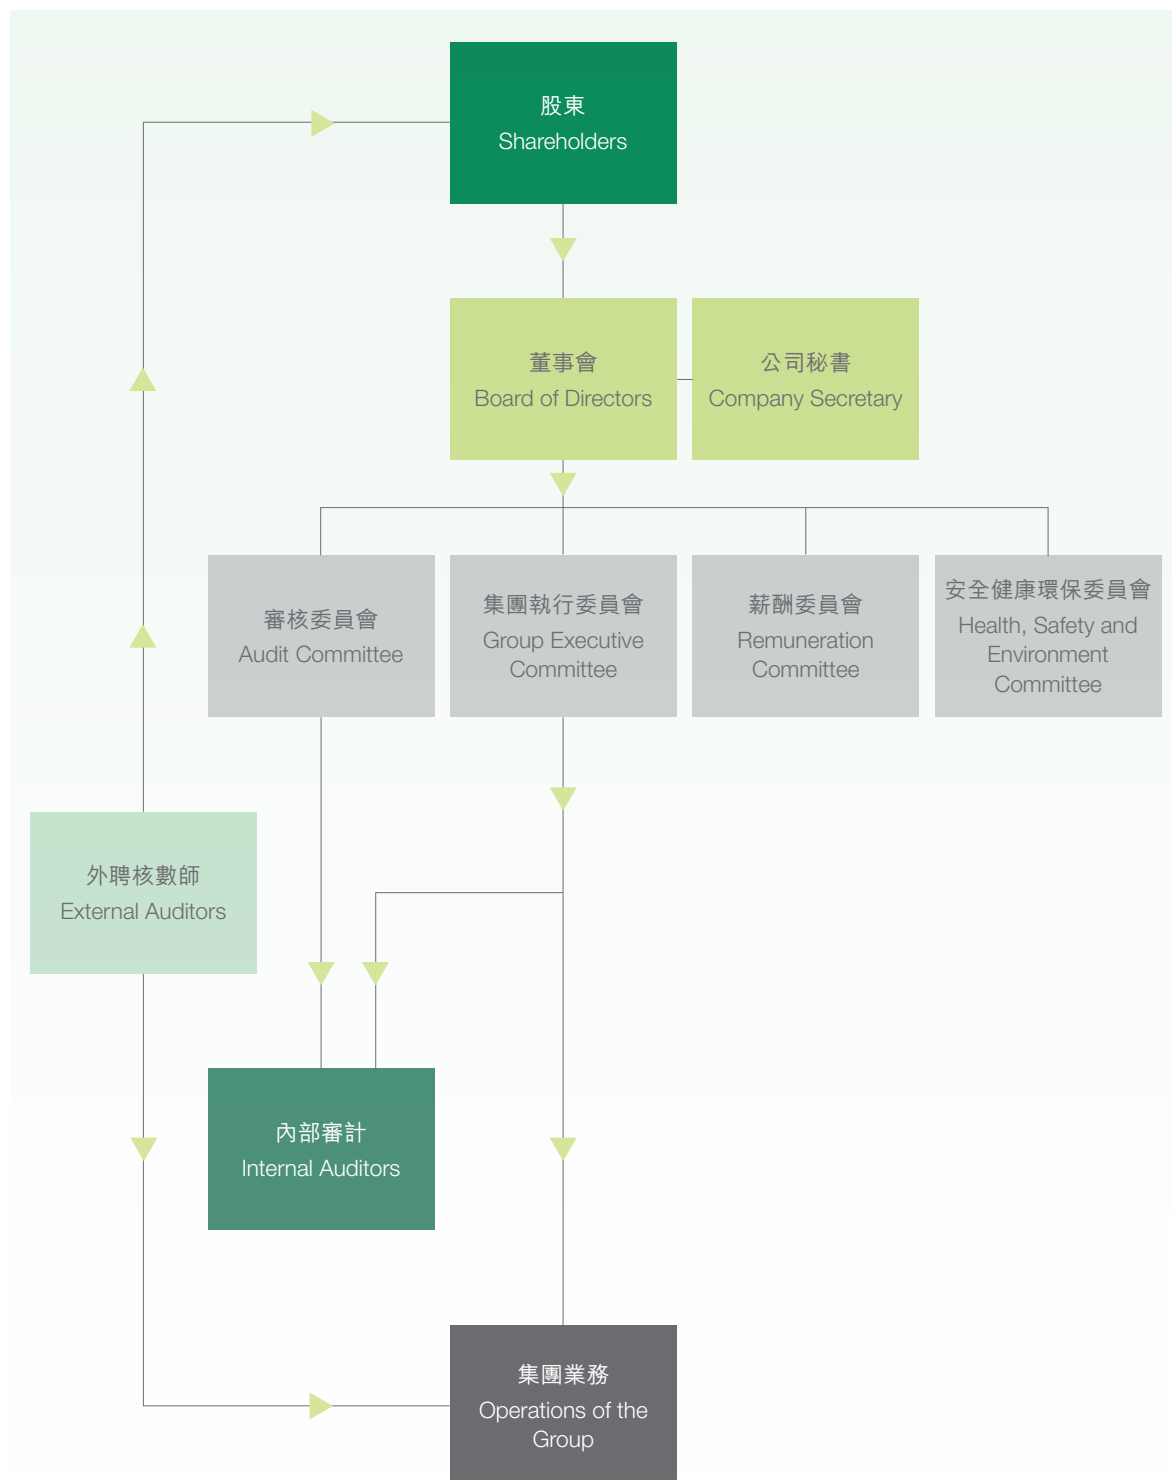 股東
Shareholders
董事會
Board of Directors
公司秘書
Company Secretary
審核委員會
Audit Committee
集團執行委員會
Group Executive
Committee
薪酬委員會
Remuneration
Committee
安全健康環保委員會
Health, Safety and
Environment
Committee
外聘核數師
External Auditors
內部審計
Internal Auditors
集團業務
Operations of the
Group